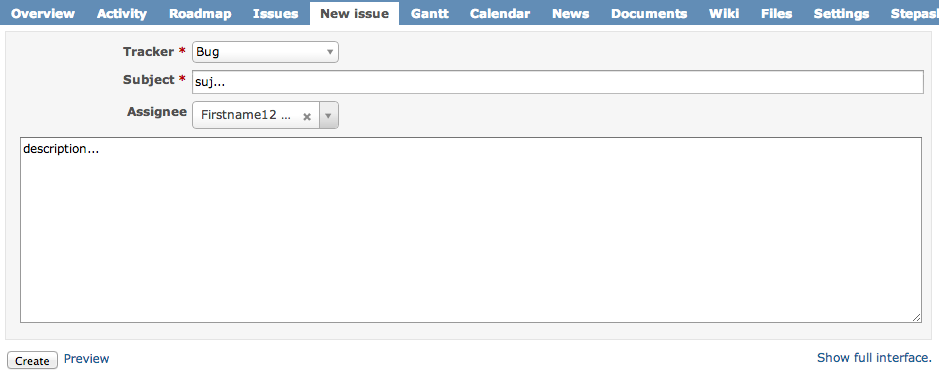 Overview Activity Roadmap Issues New issue Gantt Calendar News Documents Wiki Files Settings Stepas
Tracker * Bug
Subject * suj...
Assignee Firstname12 ...
description...
Create Preview Show full interface.